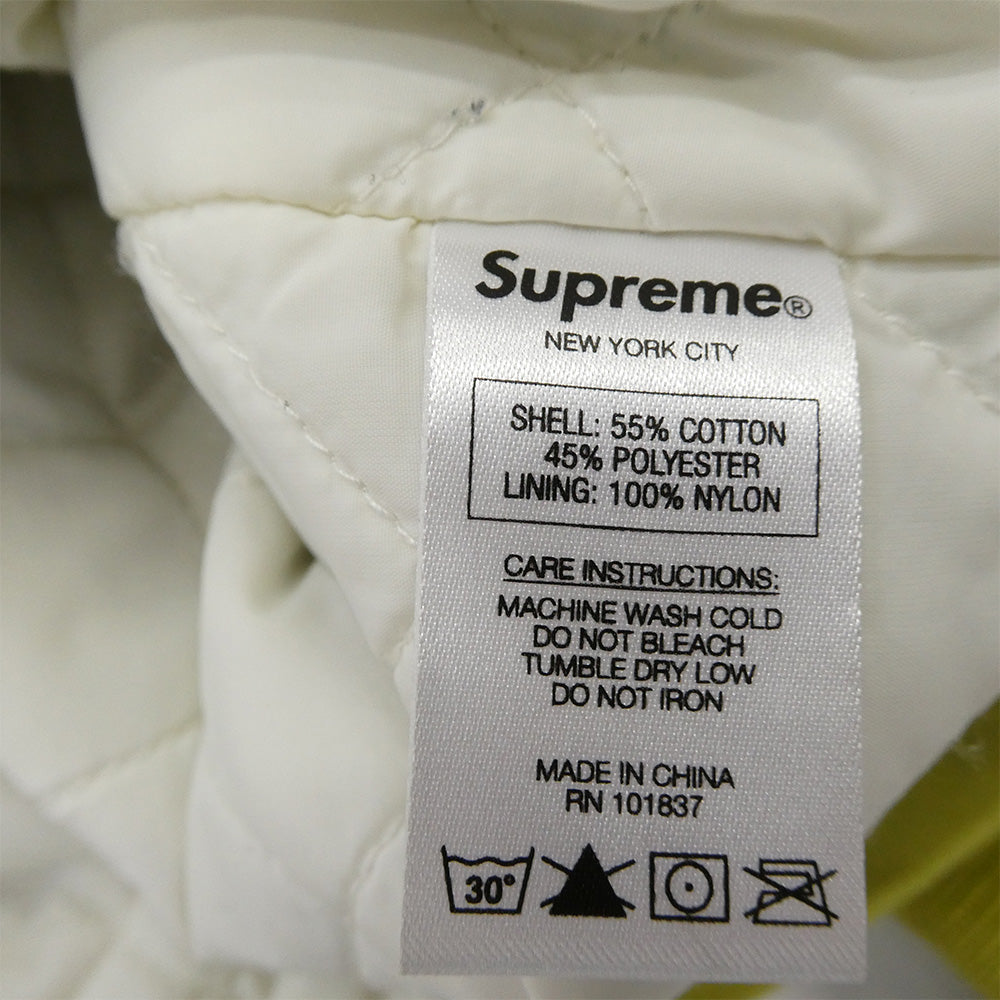 Supreme®
NEW YORK CITY
SHELL: 55% COTTON
45% POLYESTER
LINING: 100% NYLON
CARE INSTRUCTIONS:
MACHINE WASH COLD
DO NOT BLEACH
TUMBLE DRY LOW
DO NOT IRON
MADE IN CHINA
RN 101837
30°